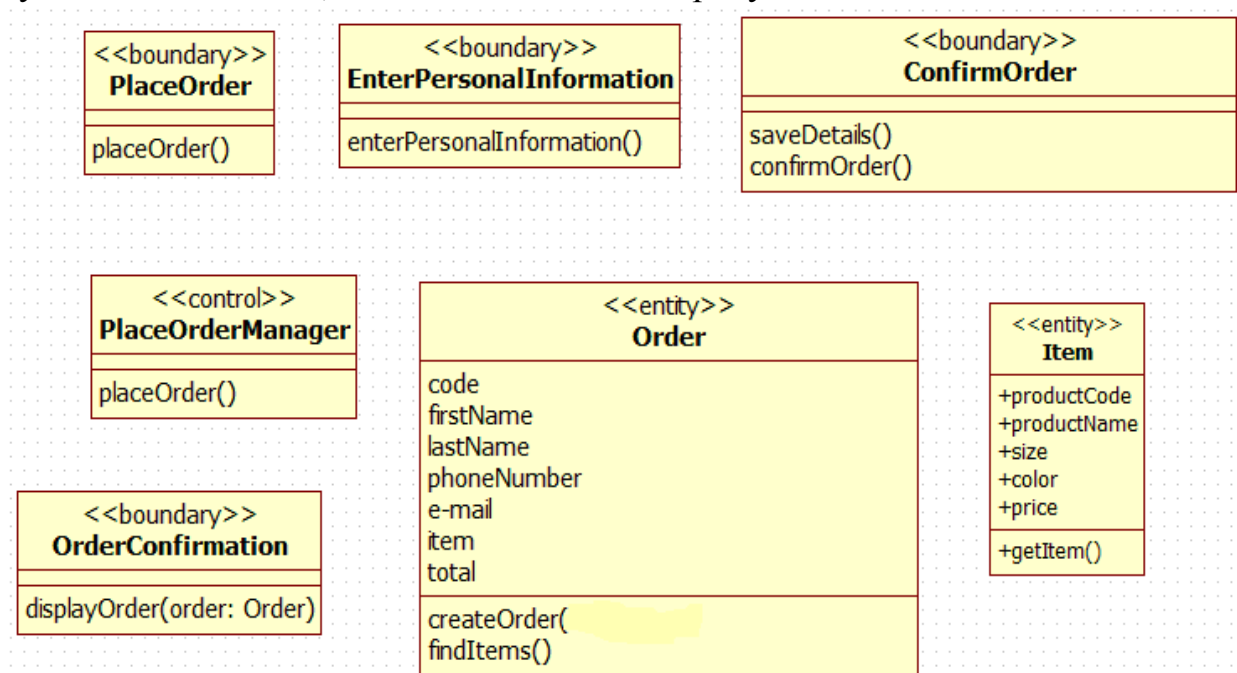 <<boundary>>
PlaceOrder
placeOrder()
<<boundary>>
EnterPersonalInformation
enterPersonalInformation()
<<boundary>>
ConfirmOrder
saveDetails()
confirmOrder()
<<control>>
PlaceOrderManager
placeOrder()
<<entity>>
Order
code
firstName
lastName
phoneNumber
e-mail
item
total
createOrder(
findItems()
<<entity>>
Item
+productCode
+productName
+size
+color
+price
+getItem()
<<boundary>>
OrderConfirmation
displayOrder(order: Order)